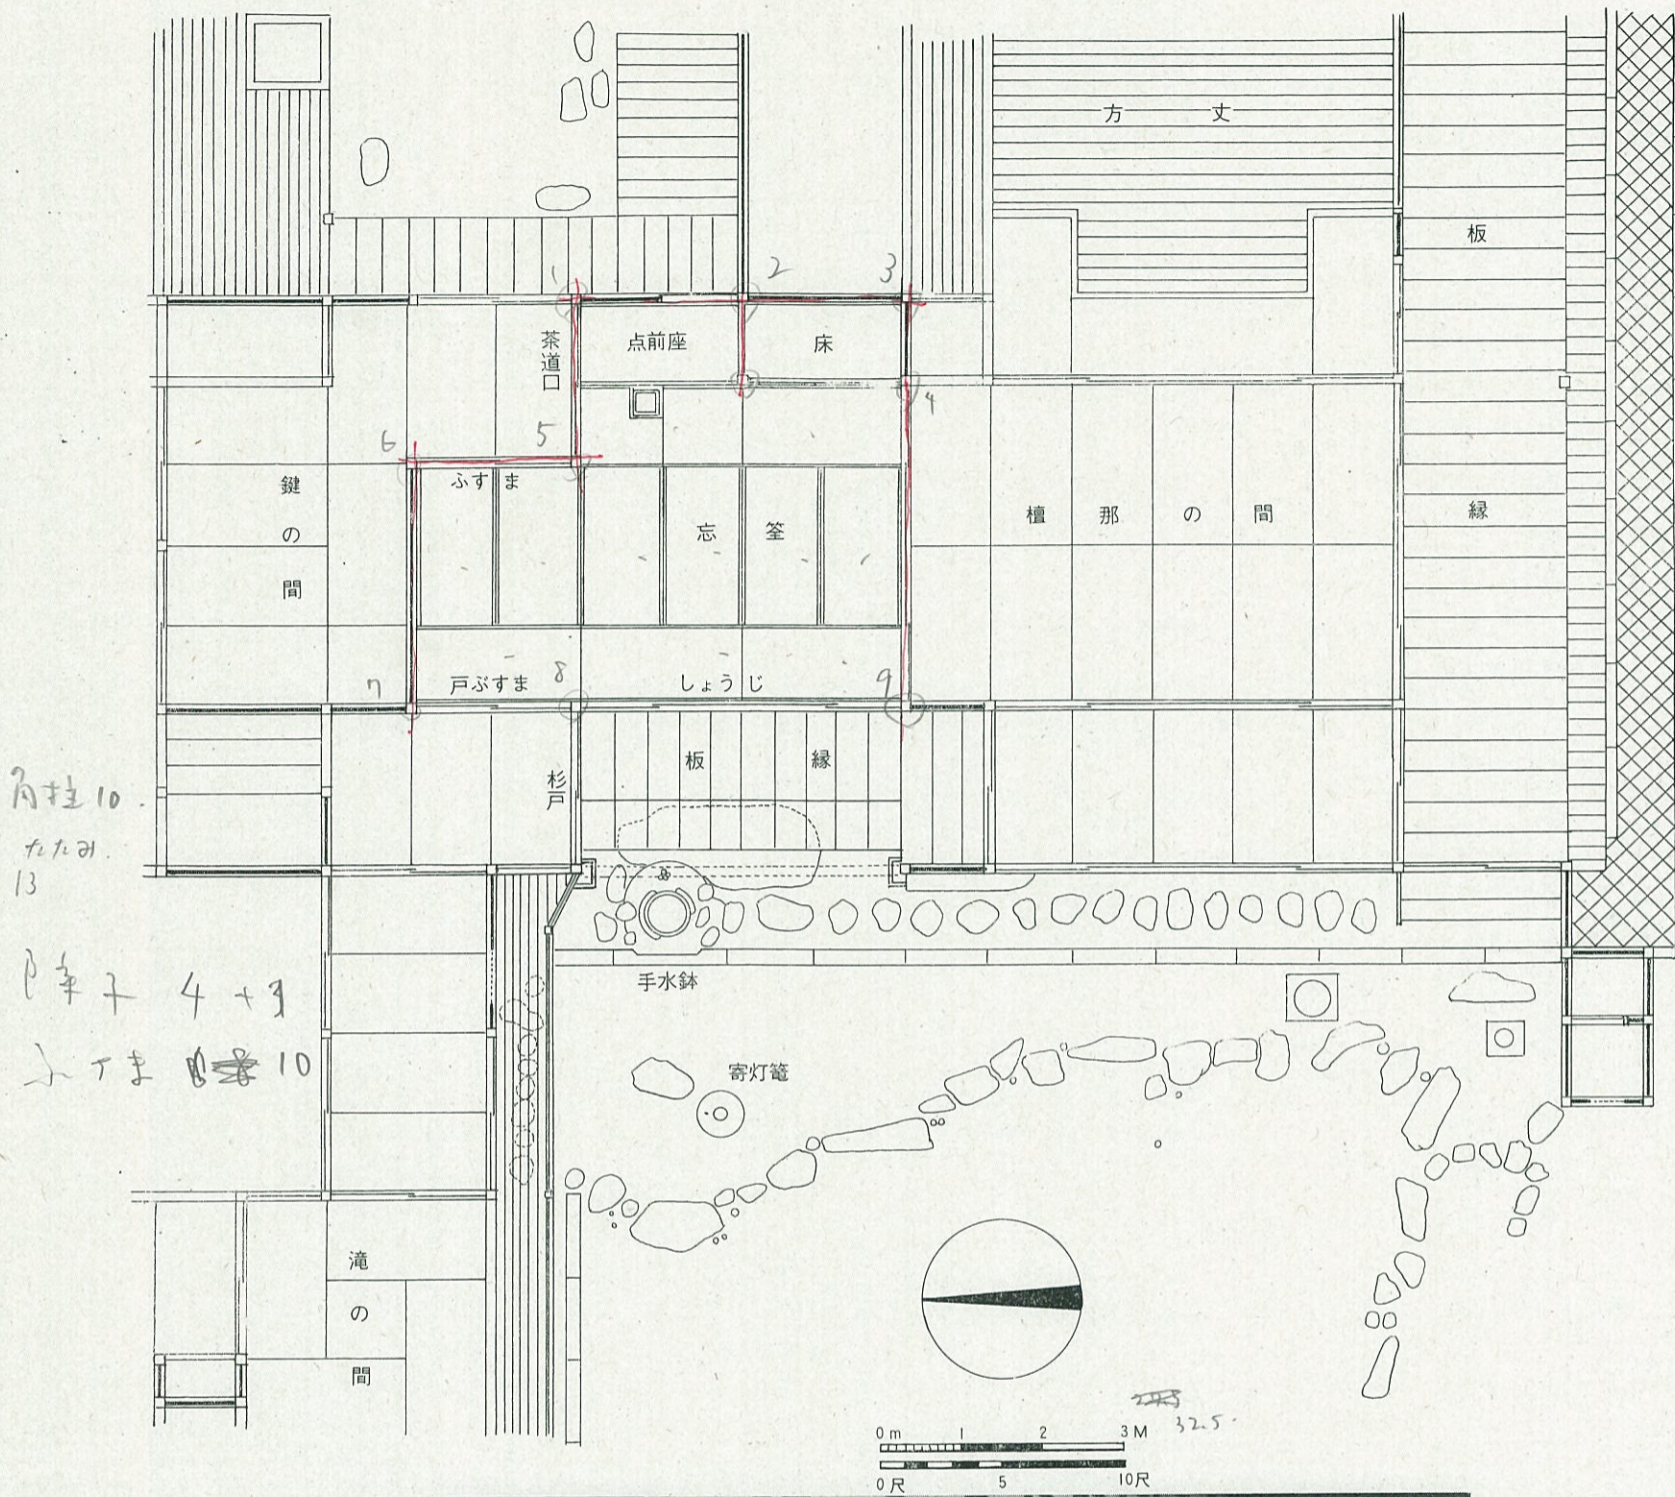 方丈
板
1
2
3
茶道口
点前座
床
4
6
5
ふすま
鍵の間
忘筌
檀那の間
縁
7
戸ぶすま
8
しょうじ
9
板縁
杉戸
角柱 10.
たたみ.
13
障子 4 +
ふすま 10
手水鉢
寄灯篭
滝の間
32.5.
0 m 1 2 3 M
0 尺 5 10尺